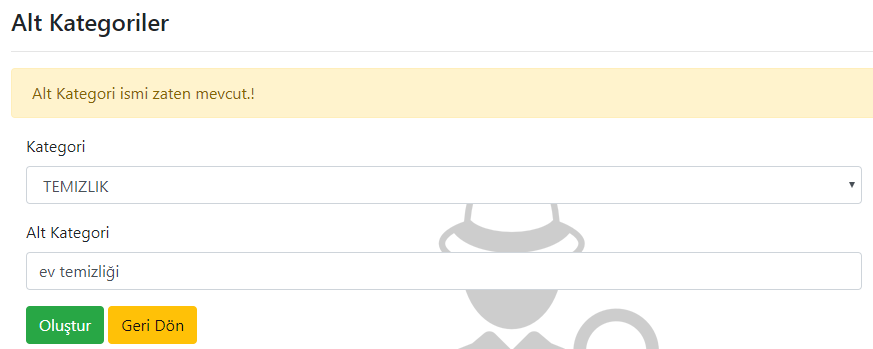 Alt Kategoriler
Alt Kategori ismi zaten mevcut.!
Kategori
TEMIZLIK
Alt Kategori
ev temizliği
Oluştur Geri Dön